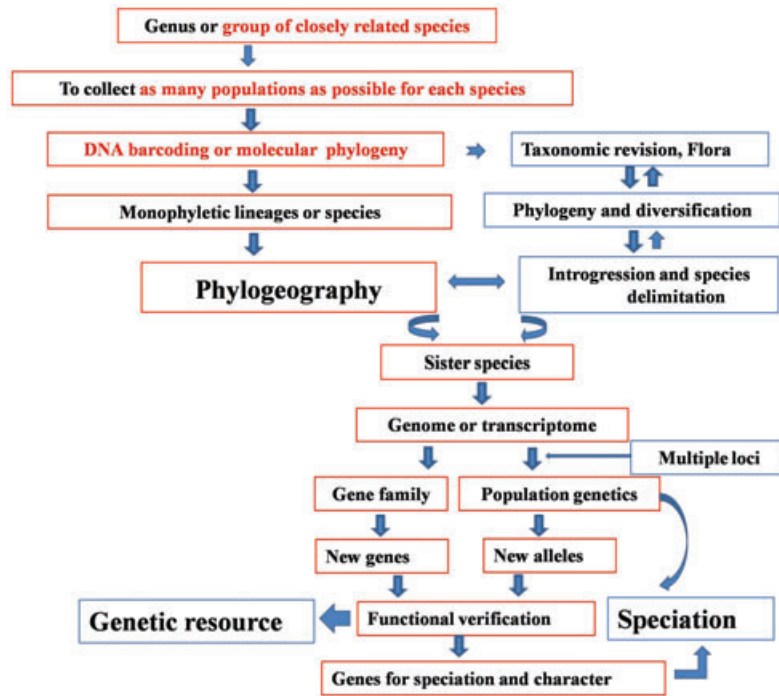 Genus or group of closely related species
To collect as many populations as possible for each species
DNA barcoding or molecular phylogeny
Taxonomic revision, Flora
Monophyletic lineages or species
Phylogeny and diversification
Phylogeography
Introgression and species
delimitation
Sister species
Genome or transcriptome
Multiple loci
Gene family
Population genetics
New genes
New alleles
Genetic resource
Functional verification
Speciation
Genes for speciation and character